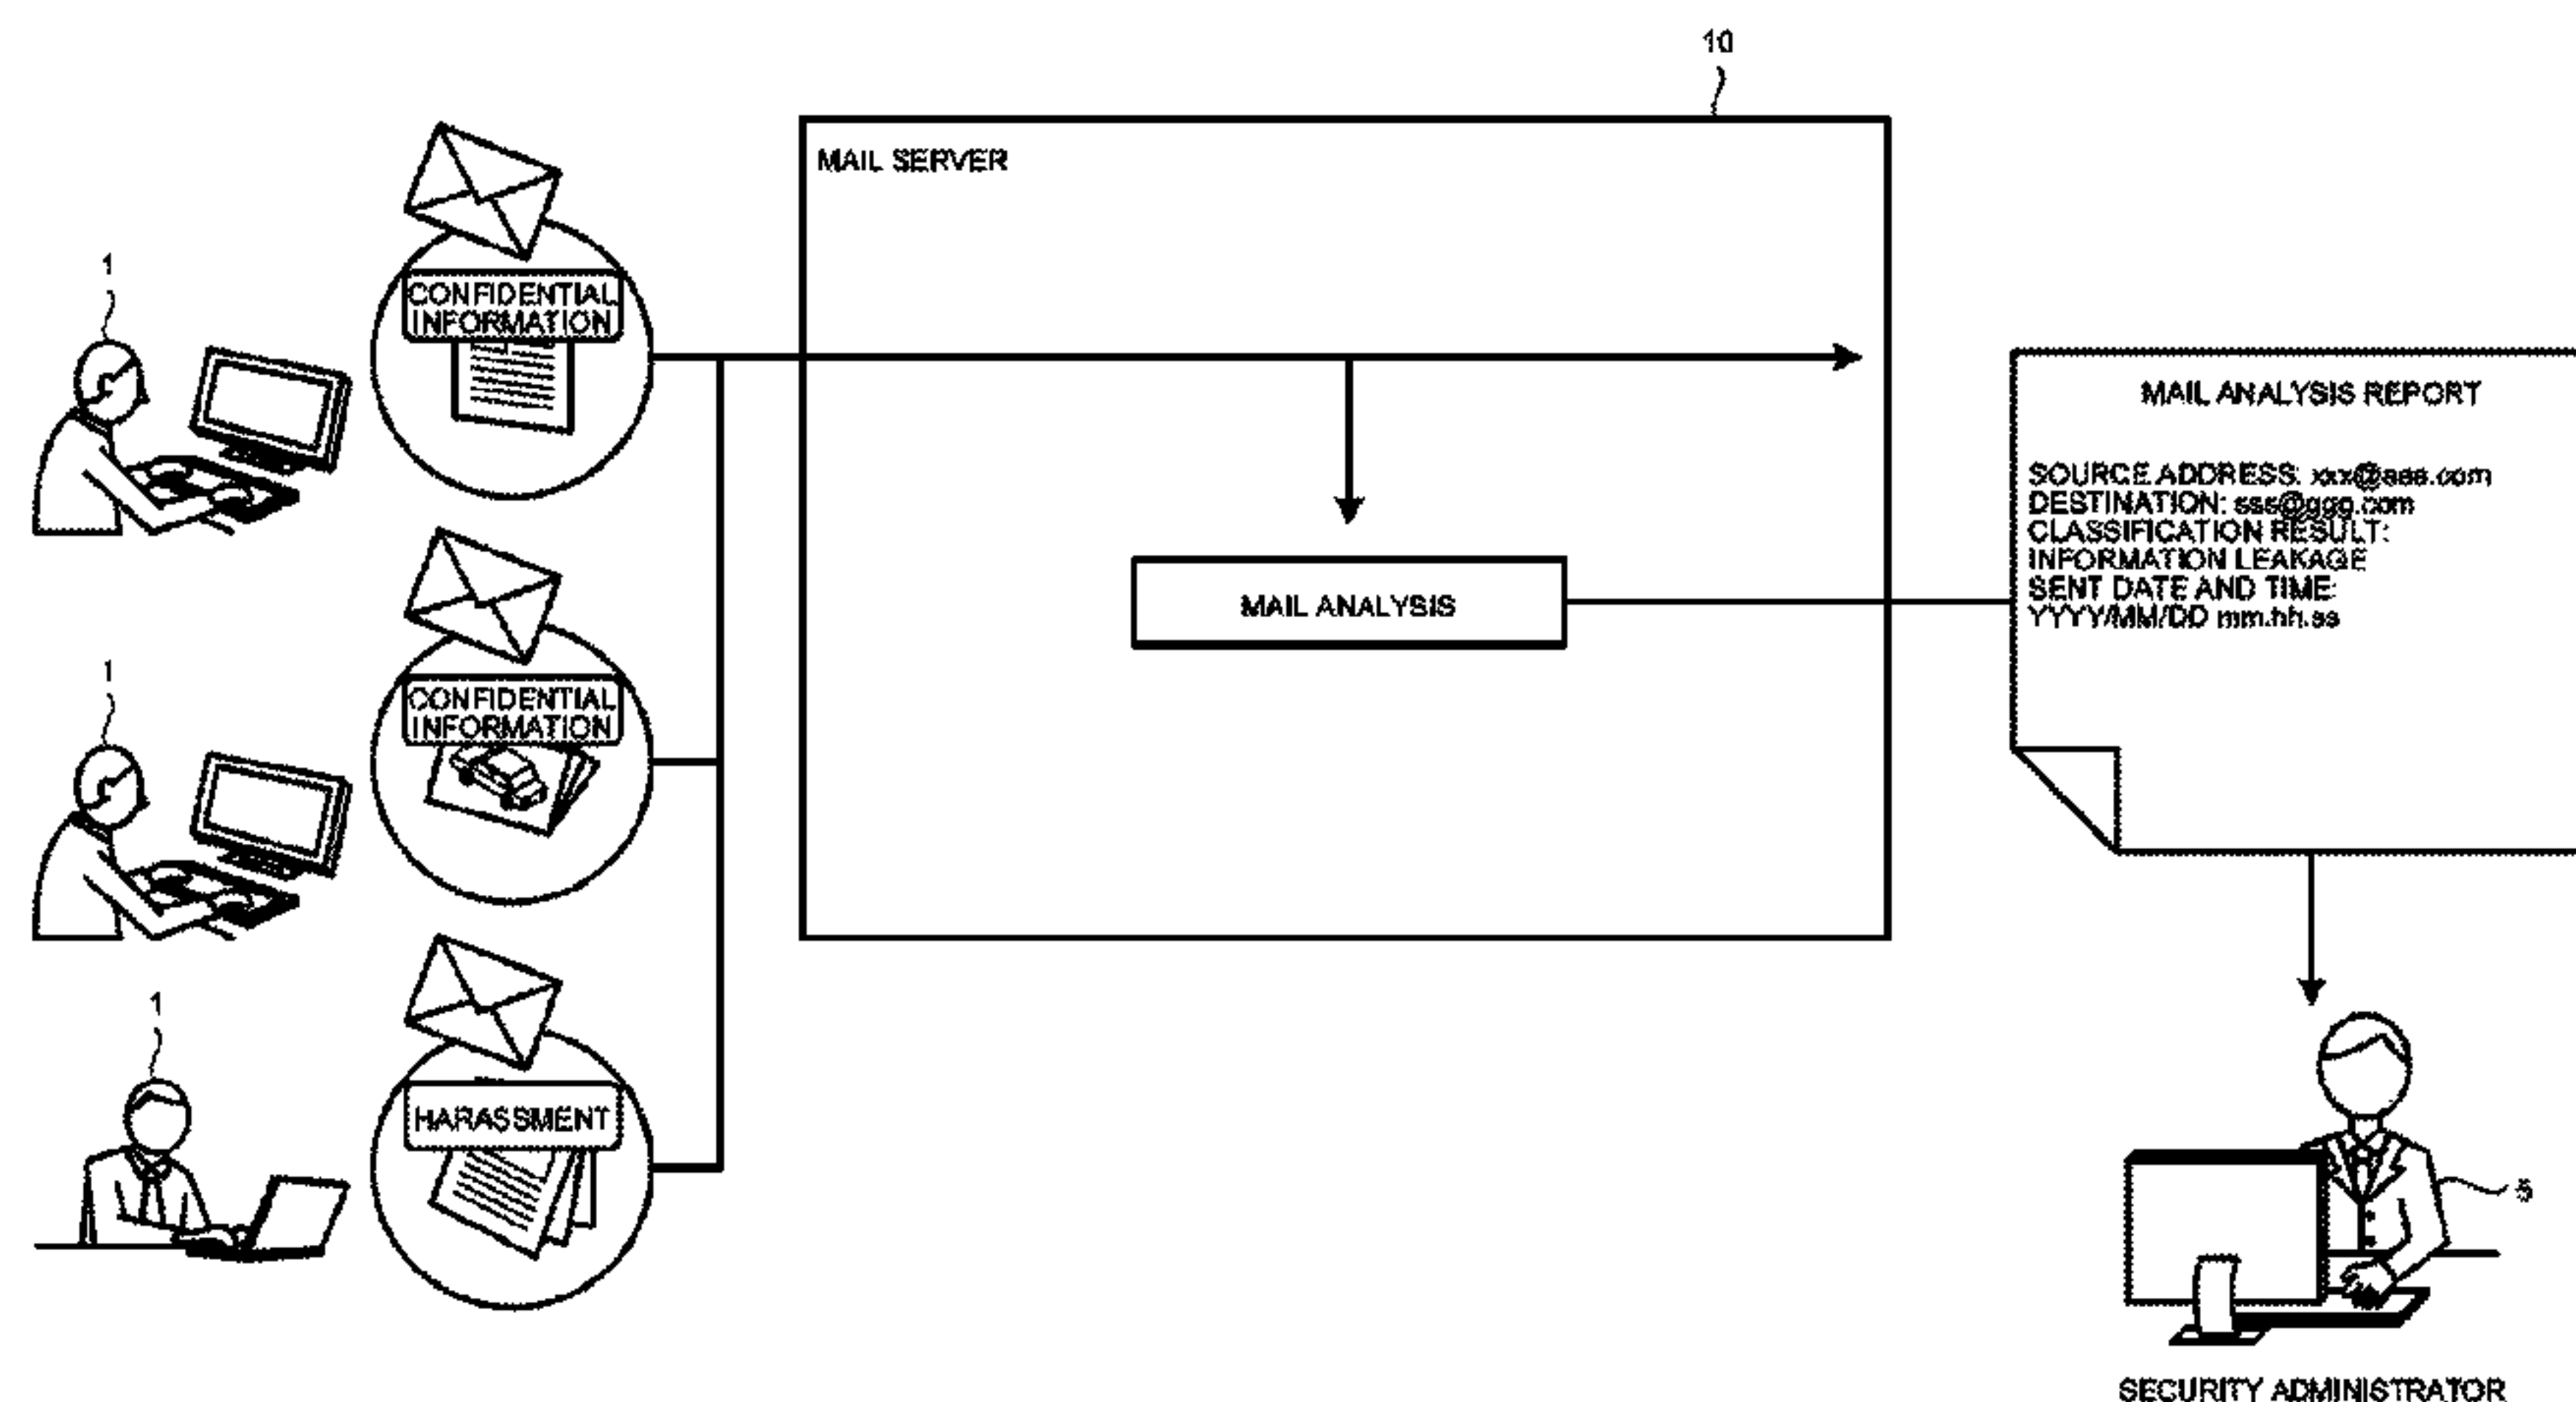 10
MAIL SERVER
1
CONFIDENTIAL
INFORMATION
MAIL ANALYSIS REPORT
SOURCE ADDRESS: xxx@aaa.com
DESTINATION: sss@ggg.com
CLASSIFICATION RESULT:
INFORMATION LEAKAGE
SENT DATE AND TIME:
YYYY/MM/DD mm.hh.ss
MAIL ANALYSIS
1
CONFIDENTIAL
INFORMATION
1
HARASSMENT
5
SECURITY ADMINISTRATOR